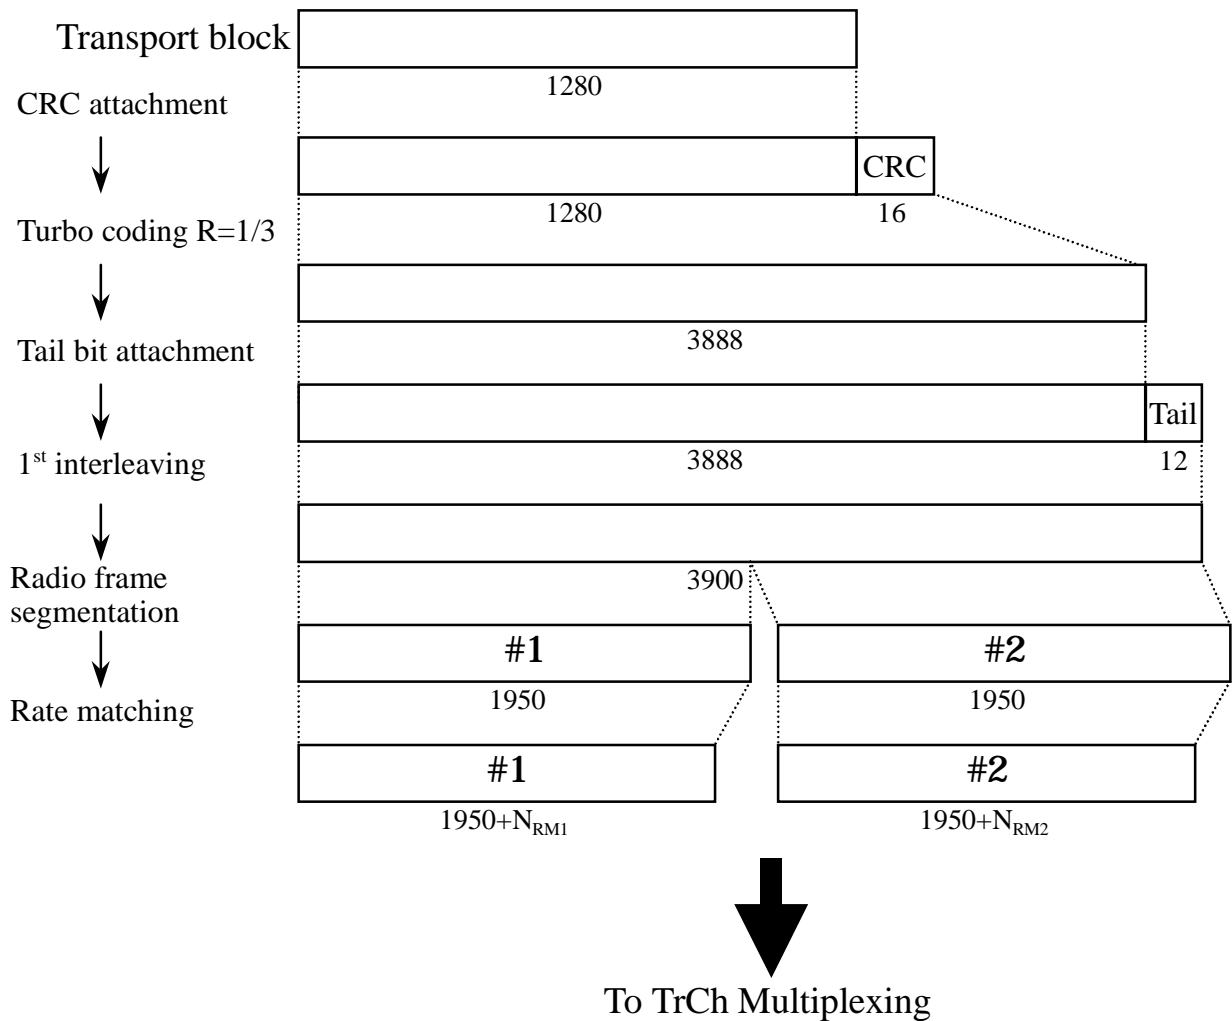 Transport block
1280
CRC attachment
CRC
1280 16
Turbo coding R=1/3
3888
Tail bit attachment
Tail
3888 12
1st interleaving
3900
Radio frame
segmentation
#1 #2
1950 1950
Rate matching
#1 #2
1950+NRM1 1950+NRM2
To TrCh Multiplexing